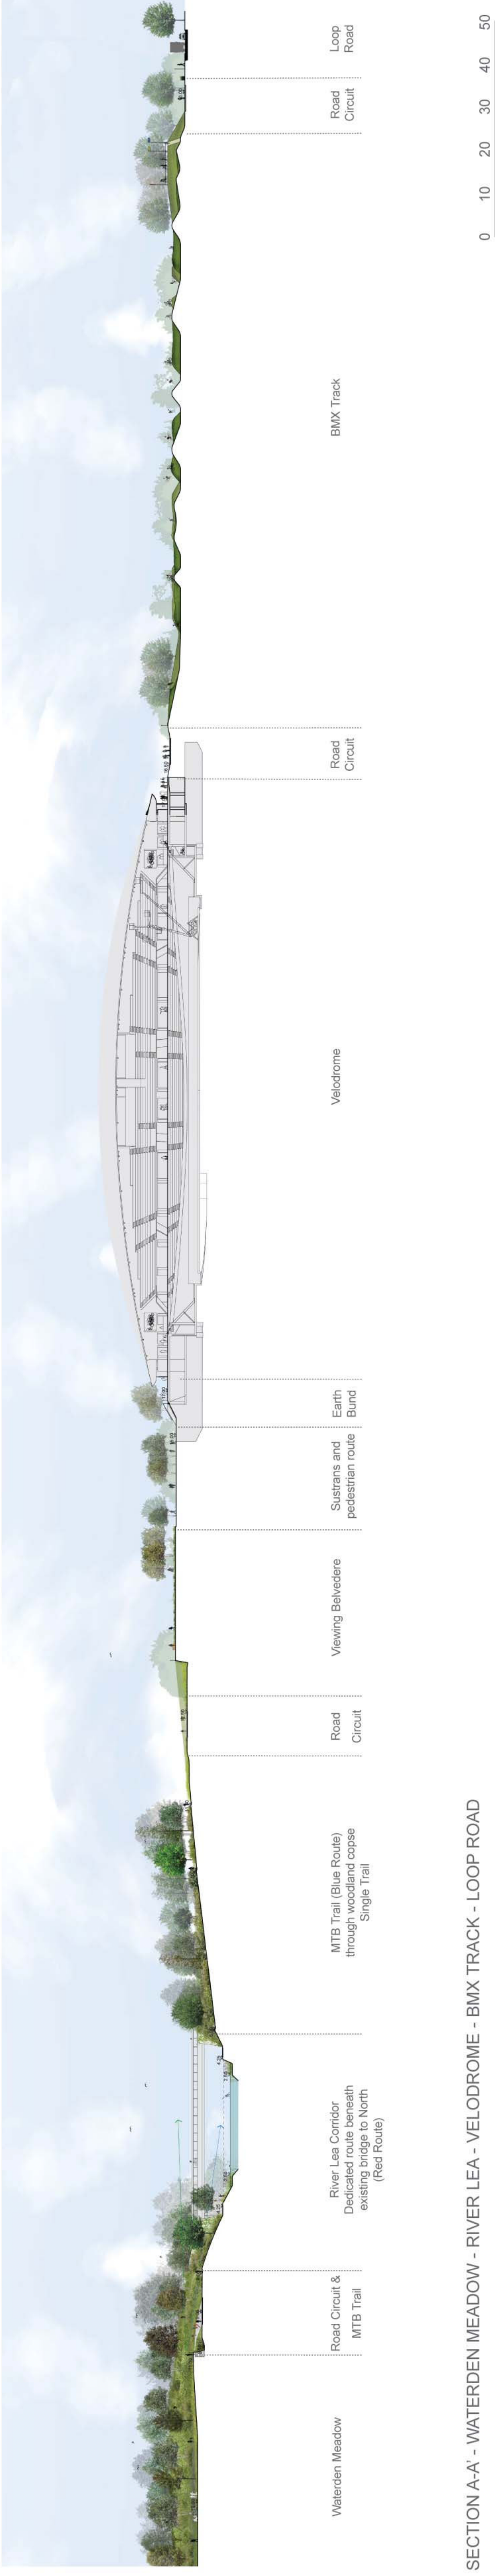 Waterden Meadow
Road Circuit &
MTB Trail
River Lea Corridor
Dedicated route beneath
existing bridge to North
(Red Route)
MTB Trail (Blue Route)
through woodland copse
Single Trail
Road
Circuit
Viewing Belvedere
Sustrans and
pedestrian route
Earth
Bund
Velodrome
Road
Circuit
BMX Track
Road
Circuit
Loop
Road
SECTION A-A' - WATERDEN MEADOW - RIVER LEA - VELODROME - BMX TRACK - LOOP ROAD
0 10 20 30 40 50